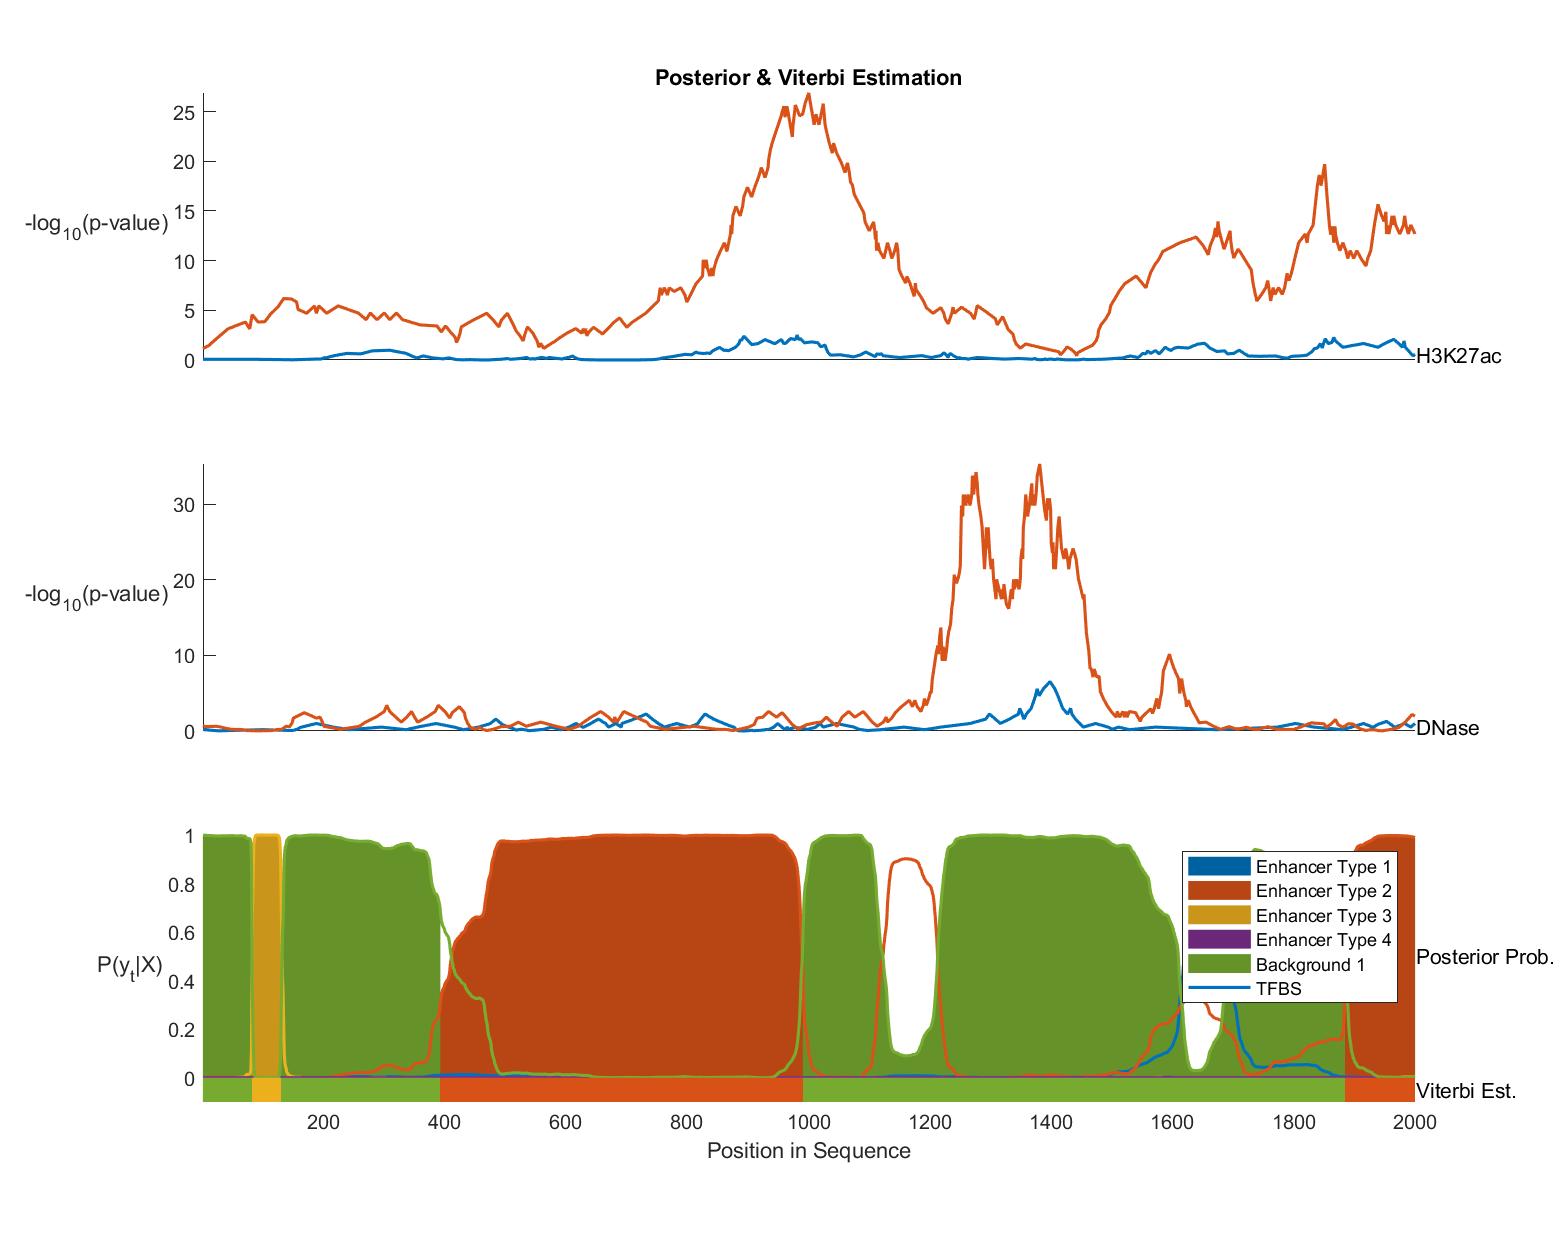 Posterior & Viterbi Estimation
25
20
15
10
5
0
-log10(p-value)
H3K27ac
30
20
10
0
-log10(p-value)
DNase
1
0.8
0.6
0.4
0.2
0
P(yt|X)
Enhancer Type 1
Enhancer Type 2
Enhancer Type 3
Enhancer Type 4
Background 1
TFBS
Posterior Prob.
Viterbi Est.
200 400 600 800 1000 1200 1400 1600 1800 2000
Position in Sequence